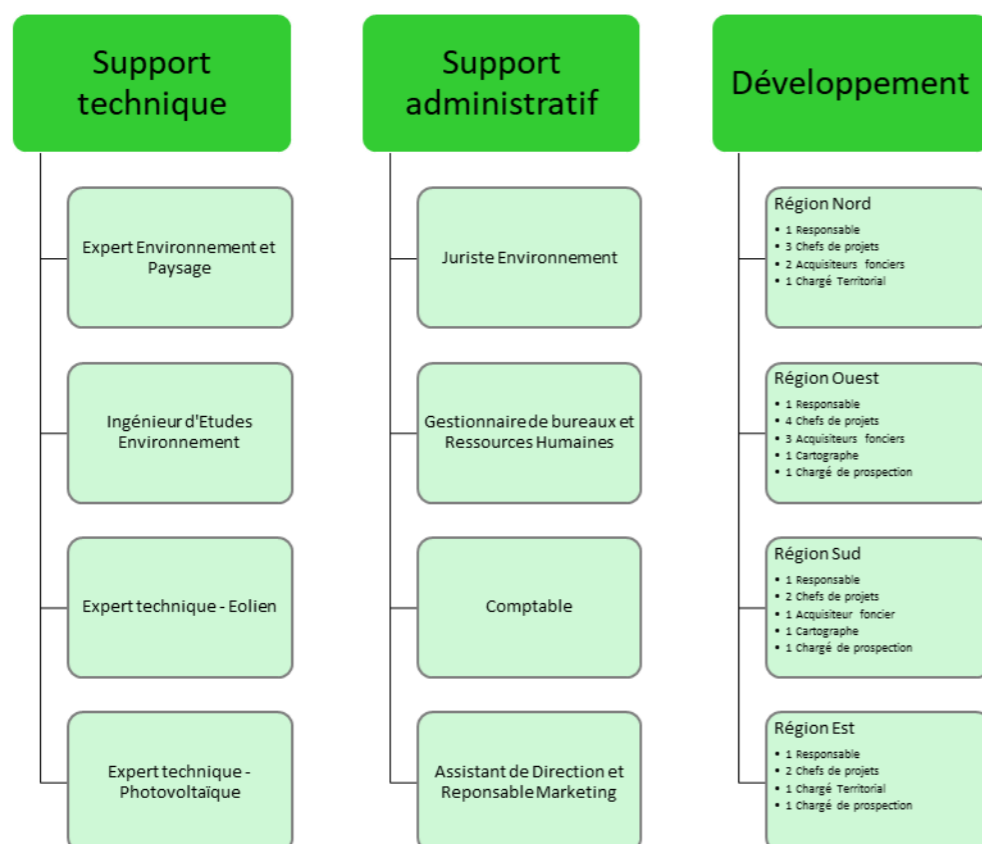 Support
technique
Expert Environnement et
Paysage
Ingénieur d'Etudes
Environnement
Expert technique - Eolien
Expert technique -
Photovoltaïque
Support
administratif
Juriste Environnement
Gestionnaire de bureaux et
Ressources Humaines
Comptable
Assistant de Direction et
Reponsable Marketing
Développement
Région Nord
• 1 Responsable
• 3 Chefs de projets
• 2 Acquisiteurs fonciers
• 1 Chargé Territorial
Région Ouest
• 1 Responsable
• 4 Chefs de projets
• 3 Acquisiteurs fonciers
• 1 Cartographe
• 1 Chargé de prospection
Région Sud
• 1 Responsable
• 2 Chefs de projets
• 1 Acquisiteur foncier
• 1 Cartographe
• 1 Chargé de prospection
Région Est
• 1 Responsable
• 2 Chefs de projets
• 1 Chargé Territorial
• 1 Chargé de prospection